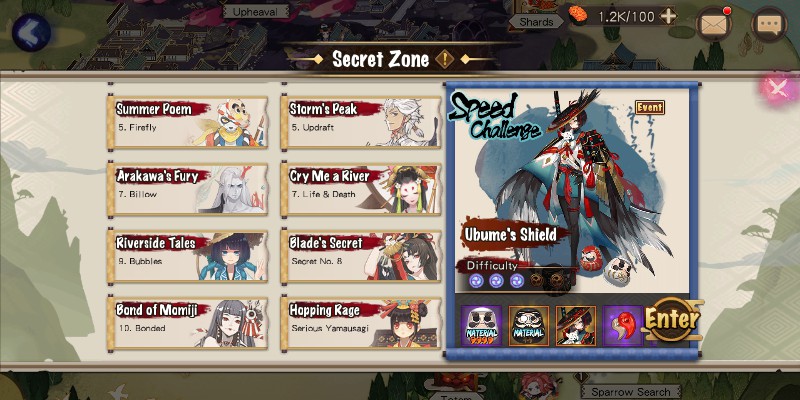 Upheaval
Shards
1.2K/100
Secret Zone
Summer Poem
5. Firefly
Storm's Peak
5. Updraft
Arakawa's Fury
7. Billow
Cry Me a River
7. Life & Death
Riverside Tales
9. Bubbles
Blade's Secret
Secret No. 8
Bond of Momiji
10. Bonded
Hopping Rage
Serious Yamausagi
Speed
Challenge
Event
Ubume's Shield
Difficulty
MATERIAL
MATERIAL
Enter
Totem
Sparrow Search